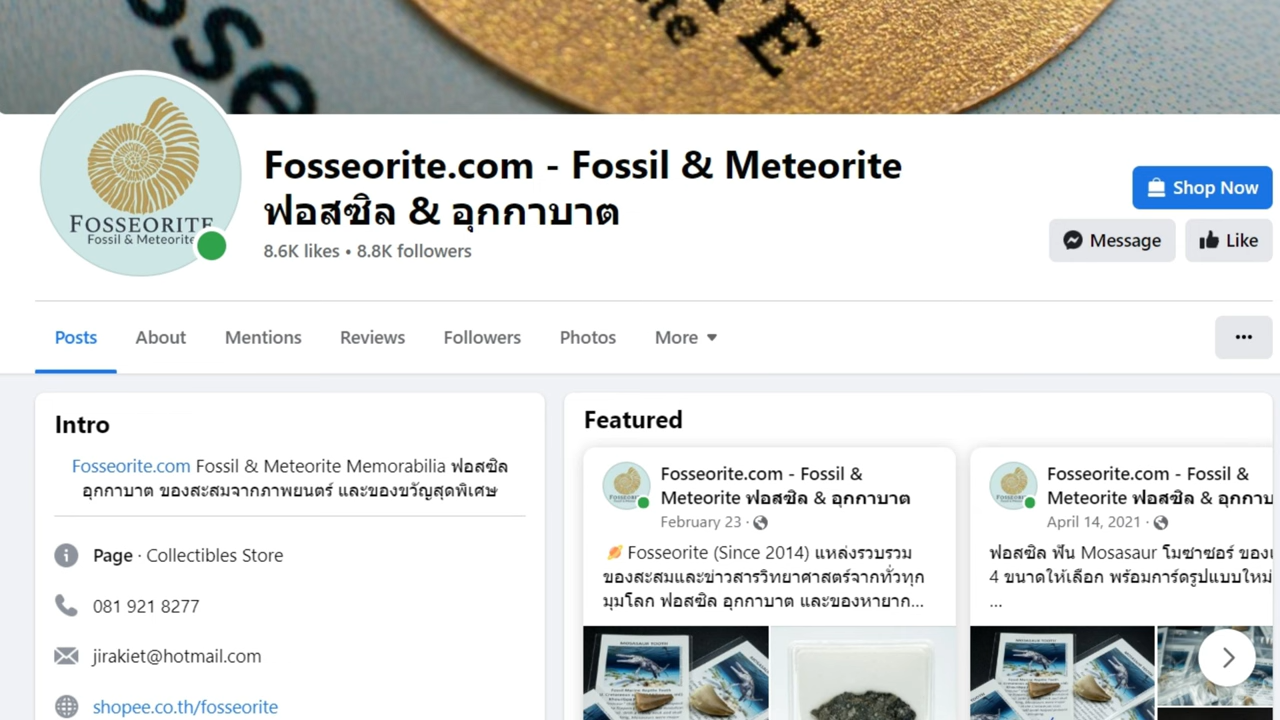 Fosseorite.com - Fossil & Meteorite
ฟอสซิล & อุกกาบาต
8.6K likes • 8.8K followers
FOSSEORITE
Fossil & Meteorite
Shop Now
Message
Like
Posts
About
Mentions
Reviews
Followers
Photos
More
Intro
Fosseorite.com Fossil & Meteorite Memorabilia ฟอสซิล
อุกกาบาต ของสะสมจากภาพยนตร์ และของขวัญสุดพิเศษ
Page · Collectibles Store
081 921 8277
jirakiet@hotmail.com
shopee.co.th/fosseorite
Featured
Fosseorite.com - Fossil &
Meteorite ฟอสซิล & อุกกาบาต
February 23 ·
Fosseorite (Since 2014) แหล่งรวบรวม
ของสะสมและข่าวสารวิทยาศาสตร์จากทั่วทุก
มุมโลก ฟอสซิล อุกกาบาต และของหายาก...
MOSASAUR TOOTH
Fosseorite.com - Fossil &
Meteorite ฟอสซิล & อุกกาบ
April 14, 2021 ·
ฟอสซิล ฟัน Mosasaur โมซาซอร์ ของ
4 ขนาดให้เลือก พร้อมการ์ดรูปแบบใหม่
...
MOSASAUR TOOTH